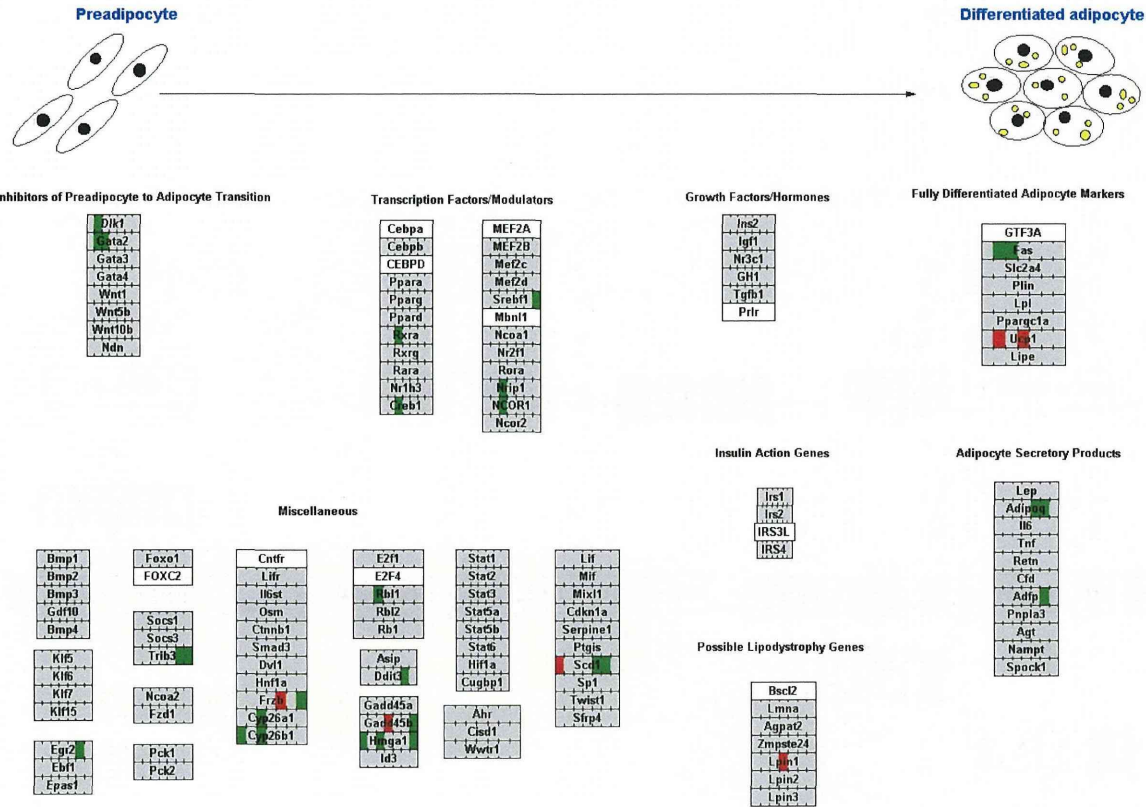 Preadipocyte
Differentiated adipocyte
nhibitors of Preadipocyte to Adipocyte Transition
Dlk1
Gata2
Gata3
Gata4
Wnt1
Wnt5b
Wnt10b
Ndn
Transcription Factors/Modulators
Cebpa
Cebpb
CEBPD
Ppara
Pparg
Ppard
Rxra
Rxrg
Rara
Nr1h3
Creb1
MEF2A
MEF2B
Mef2c
Mef2d
Srebf1
Mbnl1
Ncoa1
Nr2f1
Rora
Nrip1
NCOR1
Ncor2
Growth Factors/Hormones
Ins2
Igf1
Nr3c1
GH1
Tgfb1
Prlr
Fully Differentiated Adipocyte Markers
GTF3A
Fas
Slc2a4
Plin
Lpl
Ppargc1a
Ucp1
Lipe
Insulin Action Genes
Irs1
Irs2
IRS3L
IRS4
Adipocyte Secretory Products
Lep
Adipoq
Il6
Tnf
Retn
Cfd
Adfp
Pnpla3
Agt
Nampt
Spock1
Miscellaneous
Bmp1
Bmp2
Bmp3
Gdf10
Bmp4
Klf5
Klf6
Klf7
Klf15
Egr2
Ebf1
Epas1
Foxo1
FOXC2
Socs1
Socs3
Trib3
Ncoa2
Fzd1
Pck1
Pck2
Cntfr
Lifr
Il6st
Osm
Ctnnb1
Smad3
Dvl1
Hnf1a
Frzb
Cyp26a1
Cyp26b1
E2f1
E2F4
Rbl1
Rbl2
Rb1
Asip
Ddit3
Gadd45a
Gadd45b
Hmga1
Id3
Stat1
Stat2
Stat3
Stat5a
Stat5b
Stat6
Hif1a
Cugbp1
Ahr
Cisd1
Wwtr1
Lif
Mif
Mixl1
Cdkn1a
Serpine1
Ptgis
Scd1
Sp1
Twist1
Sfrp4
Possible Lipodystrophy Genes
Bscl2
Lmna
Agpat2
Zmpste24
Lpin1
Lpin2
Lpin3